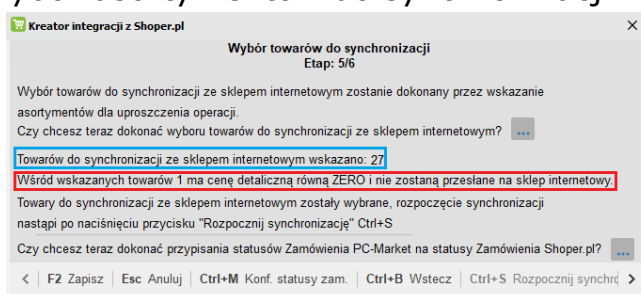 Kreator integracji z Shoper.pl
Wybór towarów do synchronizacji
Etap: 5/6
Wybór towarów do synchronizacji ze sklepem internetowym zostanie dokonany przez wskazanie
asortymentów dla uproszczenia operacji.
Czy chcesz teraz dokonać wyboru towarów do synchronizacji ze sklepem internetowym? ...
Towarów do synchronizacji ze sklepem internetowym wskazano: 27
Wśród wskazanych towarów 1 ma cenę detaliczną równą ZERO i nie zostaną przesłane na sklep internetowy.
Towary do synchronizacji ze sklepem internetowym zostały wybrane, rozpoczęcie synchronizacji
nastąpi po naciśnięciu przycisku "Rozpocznij synchronizację" Ctrl+S
Czy chcesz teraz dokonać przypisania statusów Zamówienia PC-Market na statusy Zamówienia Shoper.pl? ...
< F2 Zapisz | Esc Anuluj | Ctrl+M Konf. statusy zam. | Ctrl+B Wstecz | Ctrl+S Rozpocznij synchro >